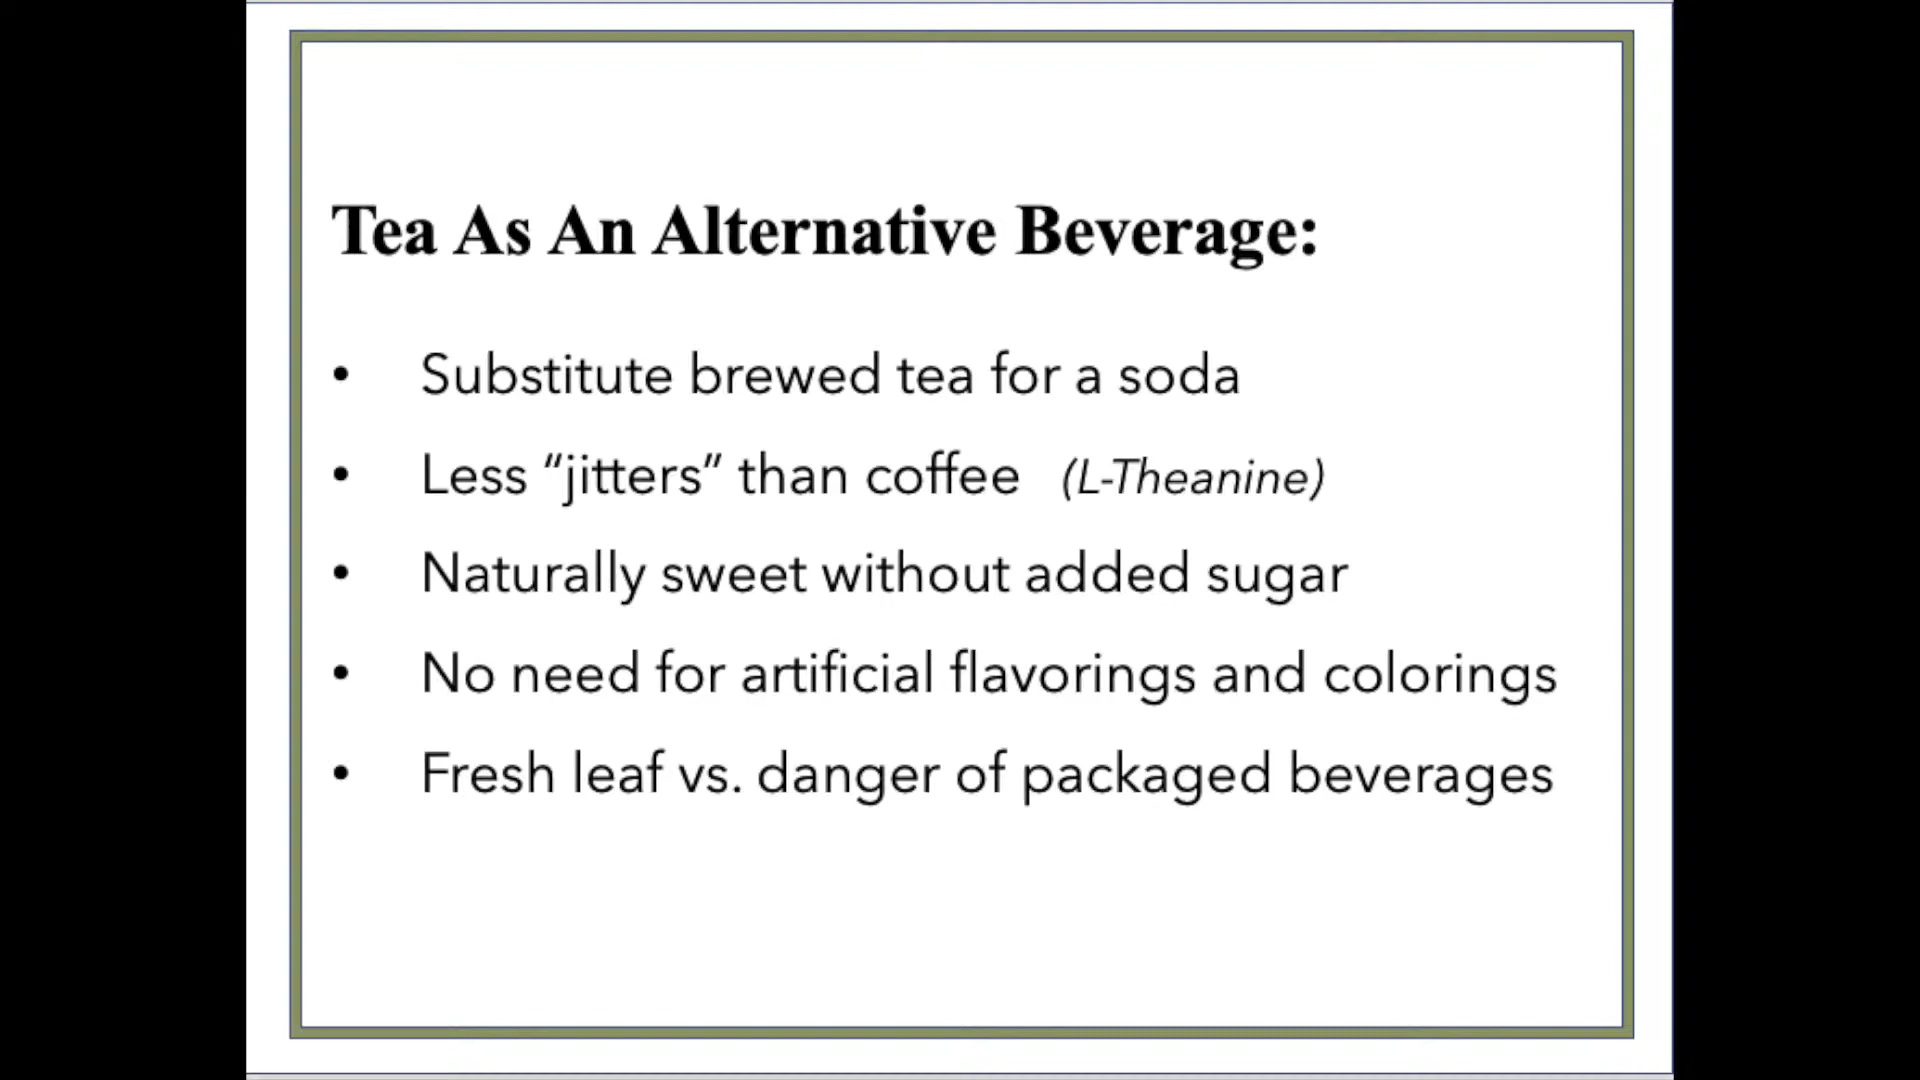 Tea As An Alternative Beverage:
• Substitute brewed tea for a soda
• Less “jitters” than coffee (L-Theanine)
• Naturally sweet without added sugar
• No need for artificial flavorings and colorings
• Fresh leaf vs. danger of packaged beverages